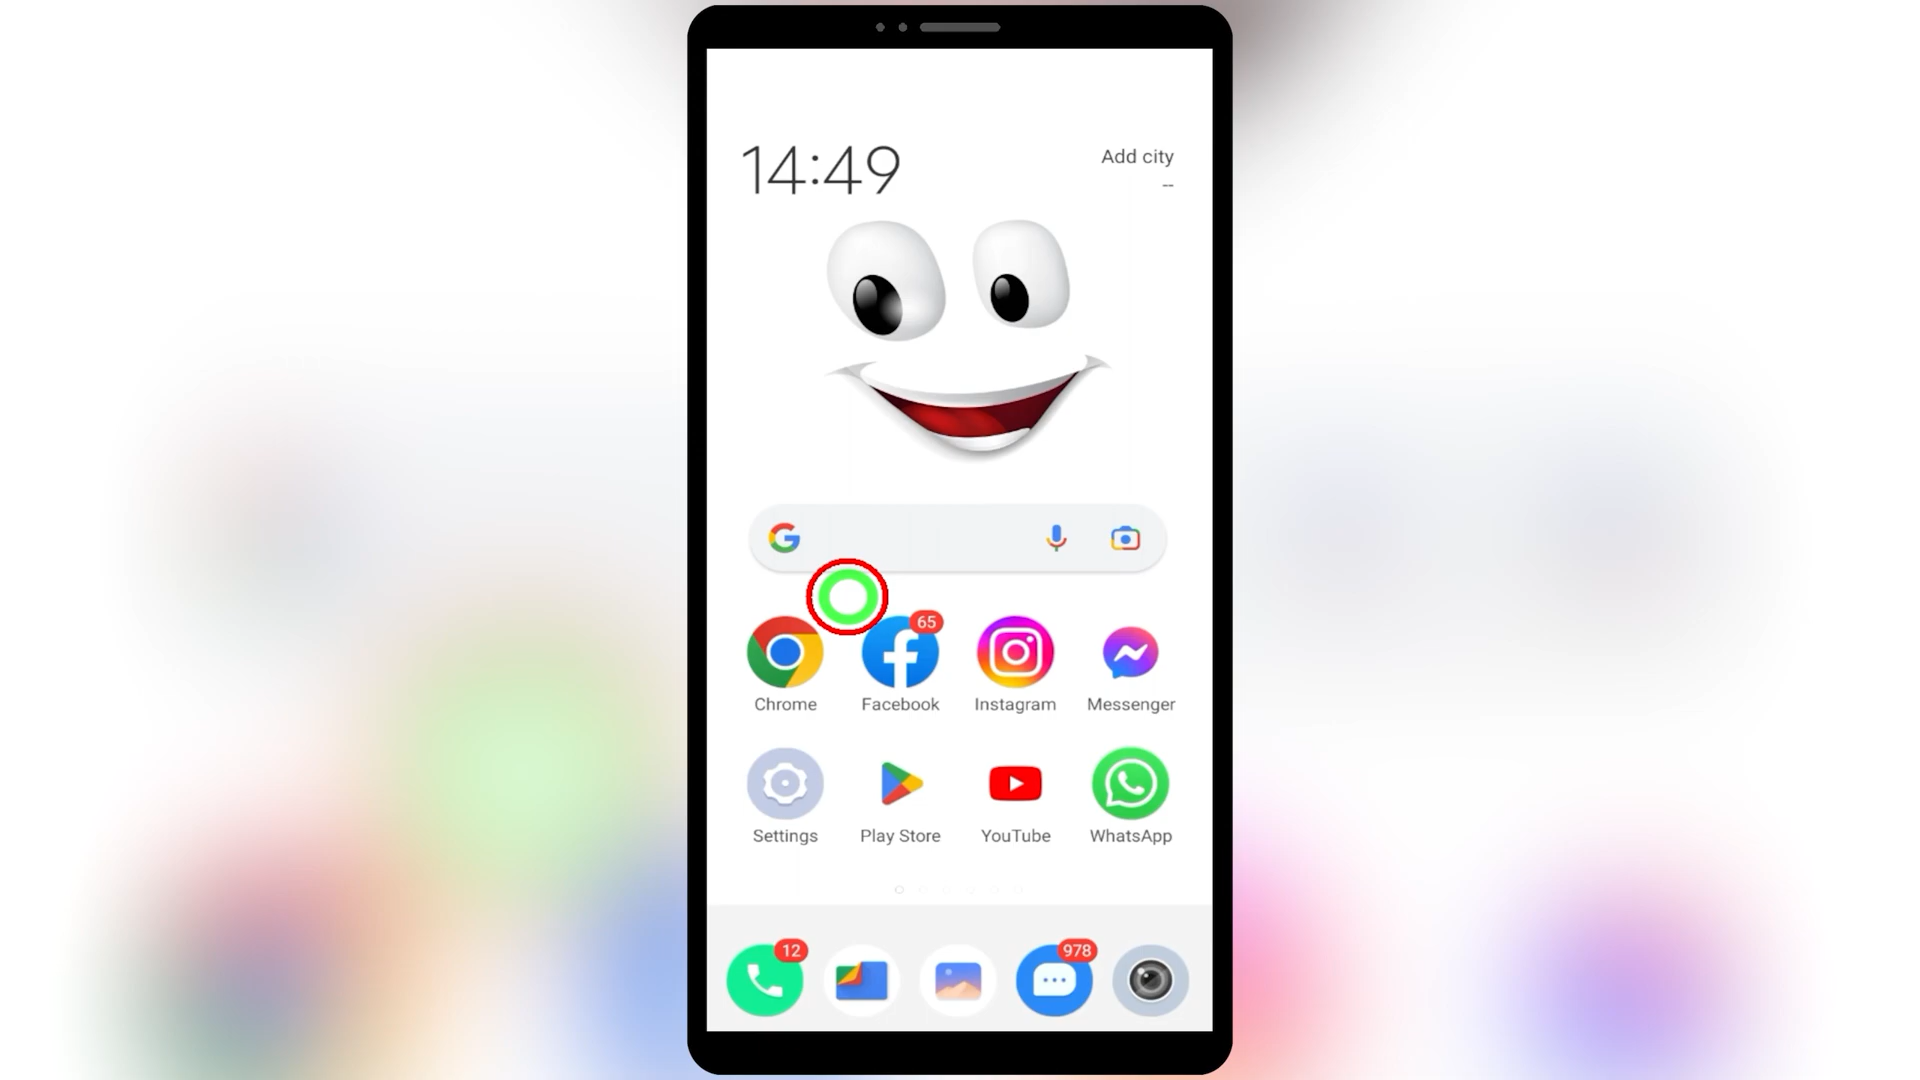 14:49
Add city
--
65
Chrome
Facebook
Instagram
Messenger
Settings
Play Store
YouTube
WhatsApp
12
978